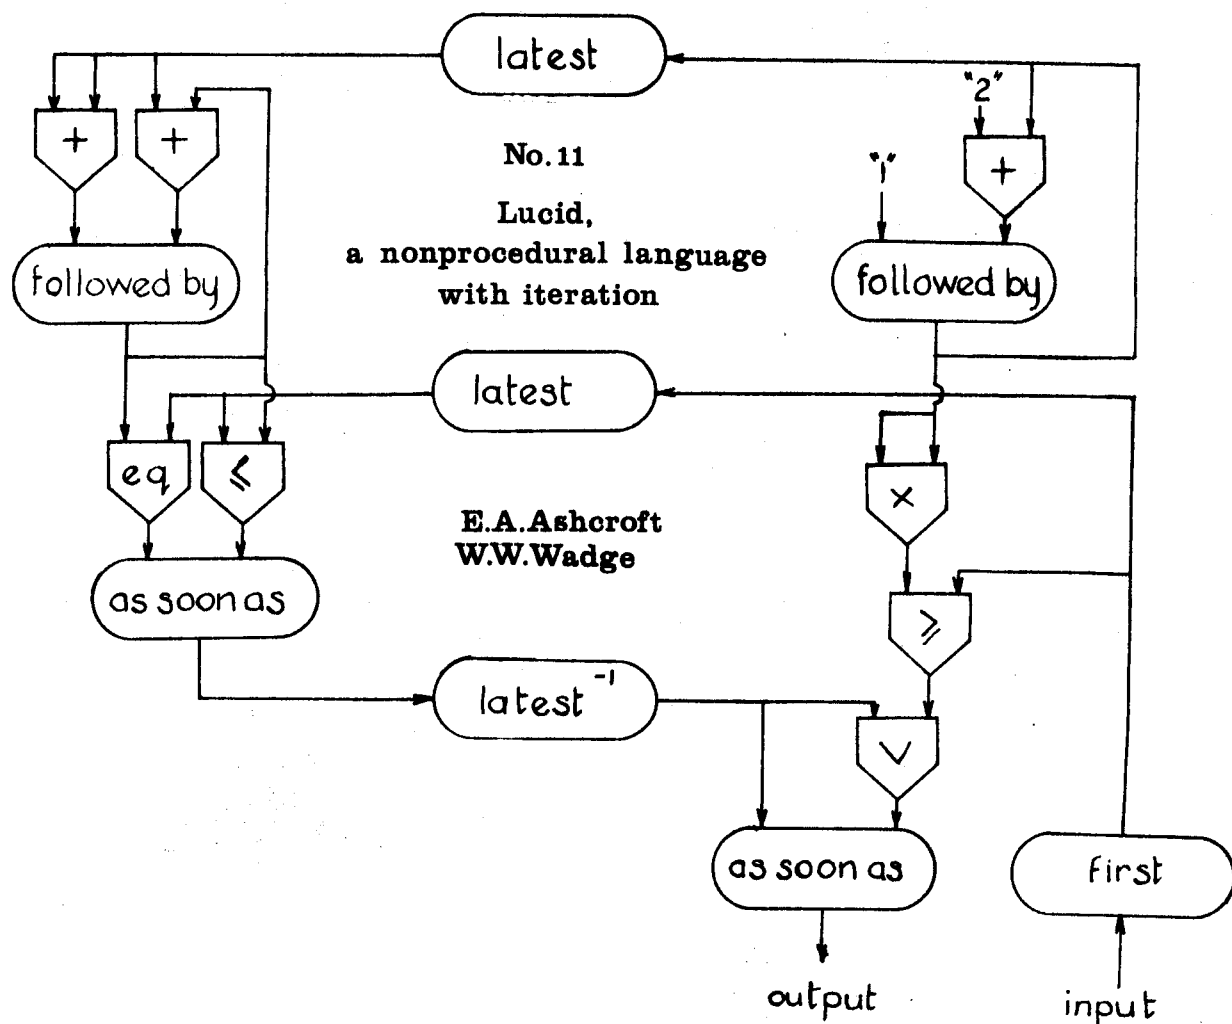 latest
"2"
+
+
+
"1"
No. 11
Lucid,
a nonprocedural language
with iteration
followed by
followed by
latest
eq
≤
×
E.A.Ashcroft
W.W.Wadge
as soon as
≥
latest⁻¹
∨
as soon as
first
output
input